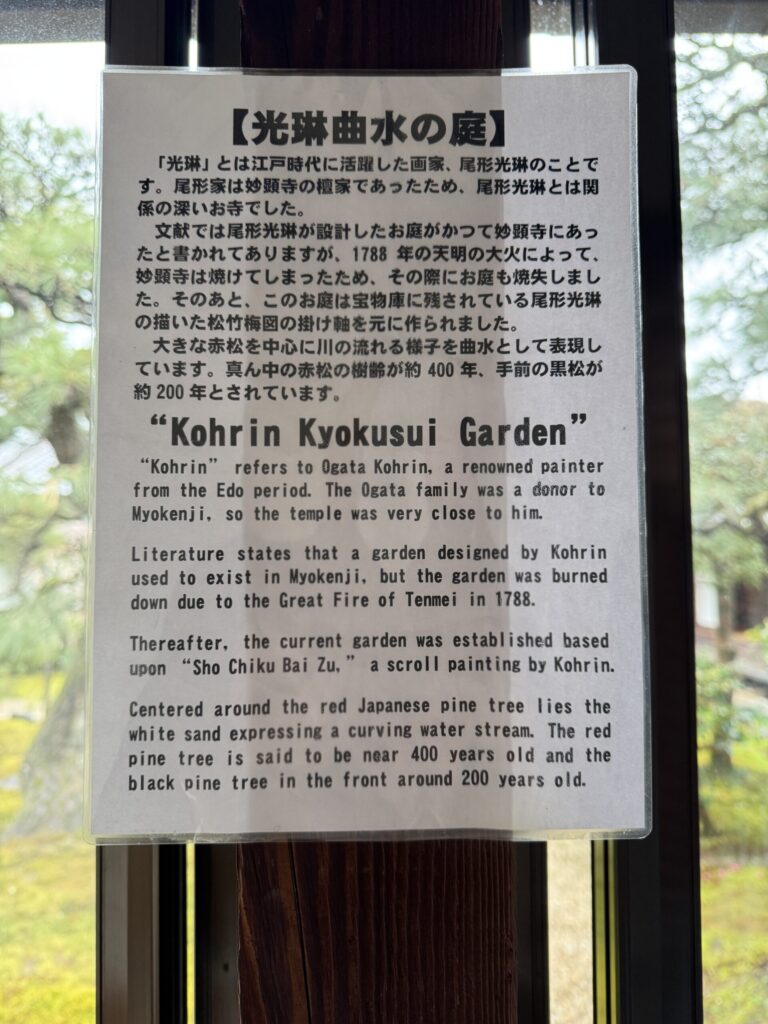 【光琳曲水の庭】
「光琳」とは江戸時代に活躍した画家、尾形光琳のことで
す。尾形家は妙顕寺の檀家であったため、尾形光琳とは関
係の深いお寺でした。
文献では尾形光琳が設計したお庭がかつて妙顕寺にあっ
たと書かれてありますが、1788 年の天明の大火によって、
妙顕寺は焼けてしまったため、その際にお庭も焼失しまし
た。そのあと、このお庭は宝物庫に残されている尾形光琳
の描いた松竹梅図の掛け軸を元に作られました。
大きな赤松を中心に川の流れる様子を曲水として表現し
ています。真ん中の赤松の樹齢が約 400 年、手前の黒松が
約 200 年とされています。
“Kohrin Kyokusui Garden”
“Kohrin” refers to Ogata Kohrin, a renowned painter
from the Edo period. The Ogata family was a donor to
Myokenji, so the temple was very close to him.
Literature states that a garden designed by Kohrin
used to exist in Myokenji, but the garden was burned
down due to the Great Fire of Tenmei in 1788.
Thereafter, the current garden was established based
upon “Sho Chiku Bai Zu,” a scroll painting by Kohrin.
Centered around the red Japanese pine tree lies the
white sand expressing a curving water stream. The red
pine tree is said to be near 400 years old and the
black pine tree in the front around 200 years old.